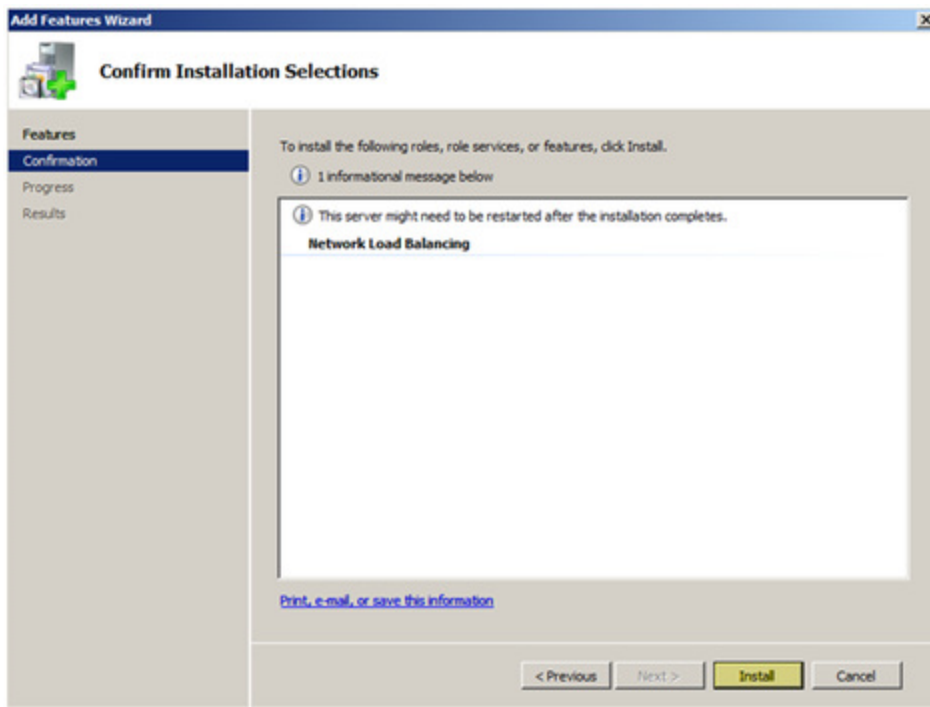 Add Features Wizard
Confirm Installation Selections
Features
Confirmation
Progress
Results
To install the following roles, role services, or features, click Install.
1 informational message below
This server might need to be restarted after the installation completes.
Network Load Balancing
Print, e-mail, or save this information
< Previous
Next >
Install
Cancel